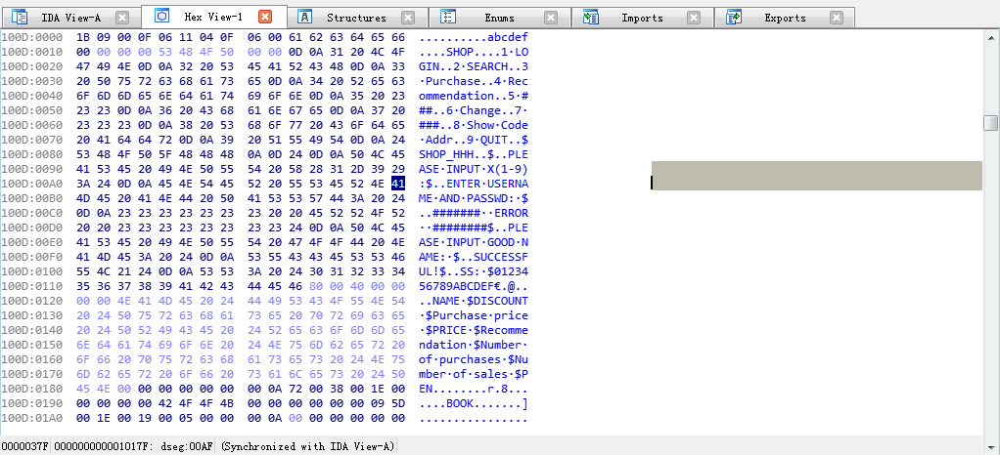 IDA View-A Hex View-1 Structures Enums Imports Exports
100D:0000 1B 09 00 0F 06 11 04 0F 06 00 61 62 63 64 65 66 ..........abcdef
100D:0010 00 00 00 00 53 48 4F 50 00 00 0D 0A 31 20 4C 4F ....SHOP....1·LO
100D:0020 47 49 4E 0D 0A 32 20 53 45 41 52 43 48 0D 0A 33 GIN..2·SEARCH..3
100D:0030 20 50 75 72 63 68 61 73 65 0D 0A 34 20 52 65 63 ·Purchase..4·Rec
100D:0040 6F 6D 6D 65 6E 64 61 74 69 6F 6E 0D 0A 35 20 23 ommendation..5·#
100D:0050 23 23 0D 0A 36 20 43 68 61 6E 67 65 0D 0A 37 20 ##..6·Change..7·
100D:0060 23 23 23 0D 0A 38 20 53 68 6F 77 20 43 6F 64 65 ###..8·Show·Code
100D:0070 20 41 64 64 72 0D 0A 39 20 51 55 49 54 0D 0A 24 ·Addr..9·QUIT..$
100D:0080 53 48 4F 50 5F 48 48 48 0A 0D 24 0D 0A 50 4C 45 SHOP_HHH..$..PLE
100D:0090 41 53 45 20 49 4E 50 55 54 20 58 28 31 2D 39 29 ASE·INPUT·X(1-9)
100D:00A0 3A 24 0D 0A 45 4E 54 45 52 20 55 53 45 52 4E 41 :$..ENTER·USERNA
100D:00B0 4D 45 20 41 4E 44 20 50 41 53 53 57 44 3A 20 24 ME·AND·PASSWD:·$
100D:00C0 0D 0A 23 23 23 23 23 23 23 20 20 45 52 52 4F 52 ..#######··ERROR
100D:00D0 20 20 23 23 23 23 23 23 23 23 24 0D 0A 50 4C 45 ··########$..PLE
100D:00E0 41 53 45 20 49 4E 50 55 54 20 47 4F 4F 44 20 4E ASE·INPUT·GOOD·N
100D:00F0 41 4D 45 3A 20 24 0D 0A 53 55 43 43 45 53 53 46 AME:·$..SUCCESSF
100D:0100 55 4C 21 24 0D 0A 53 53 3A 20 24 30 31 32 33 34 UL!$..SS:·$01234
100D:0110 35 36 37 38 39 41 42 43 44 45 46 80 00 40 00 00 56789ABCDEF€.@..
100D:0120 00 00 4E 41 4D 45 20 24 44 49 53 43 4F 55 4E 54 ..NAME·$DISCOUNT
100D:0130 20 24 50 75 72 63 68 61 73 65 20 70 72 69 63 65 ·$Purchase·price
100D:0140 20 24 50 52 49 43 45 20 24 52 65 63 6F 6D 6D 65 ·$PRICE·$Recomme
100D:0150 6E 64 61 74 69 6F 6E 20 24 4E 75 6D 62 65 72 20 ndation·$Number·
100D:0160 6F 66 20 70 75 72 63 68 61 73 65 73 20 24 4E 75 of·purchases·$Nu
100D:0170 6D 62 65 72 20 6F 66 20 73 61 6C 65 73 20 24 50 mber·of·sales·$P
100D:0180 45 4E 00 00 00 00 00 00 00 0A 72 00 38 00 1E 00 EN........r.8...
100D:0190 00 00 00 00 42 4F 4F 4B 00 00 00 00 00 00 09 5D ....BOOK.......]
100D:01A0 00 1E 00 19 00 05 00 00 00 0A 00 00 00 00 00 00 ................
0000037F 000000000001017F: dseg:00AF (Synchronized with IDA View-A)